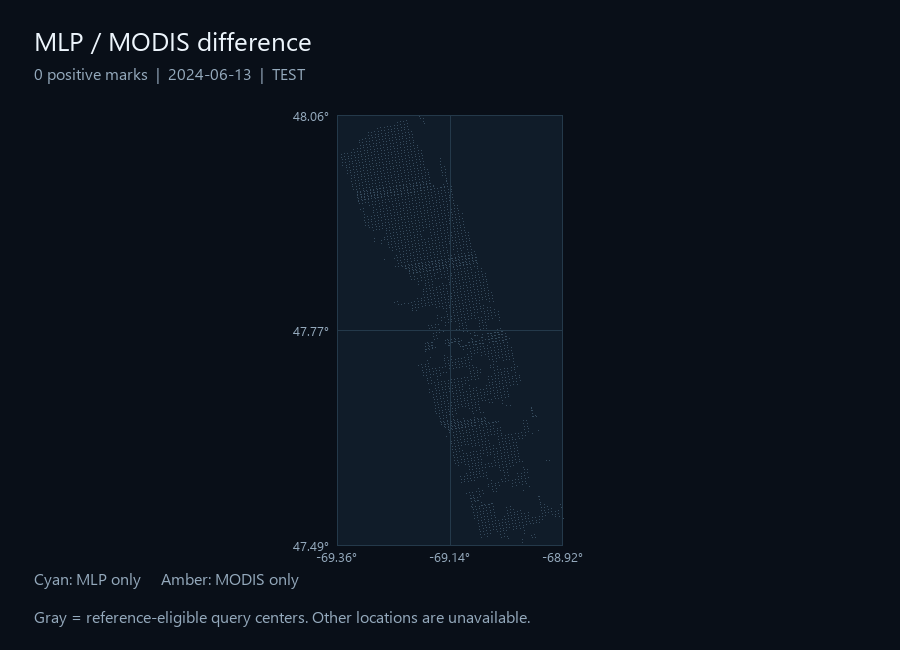 MLP / MODIS difference
0 positive marks | 2024-06-13 | TEST
48.06°
47.77°
47.49°
-69.36° -69.14° -68.92°
Cyan: MLP only Amber: MODIS only
Gray = reference-eligible query centers. Other locations are unavailable.